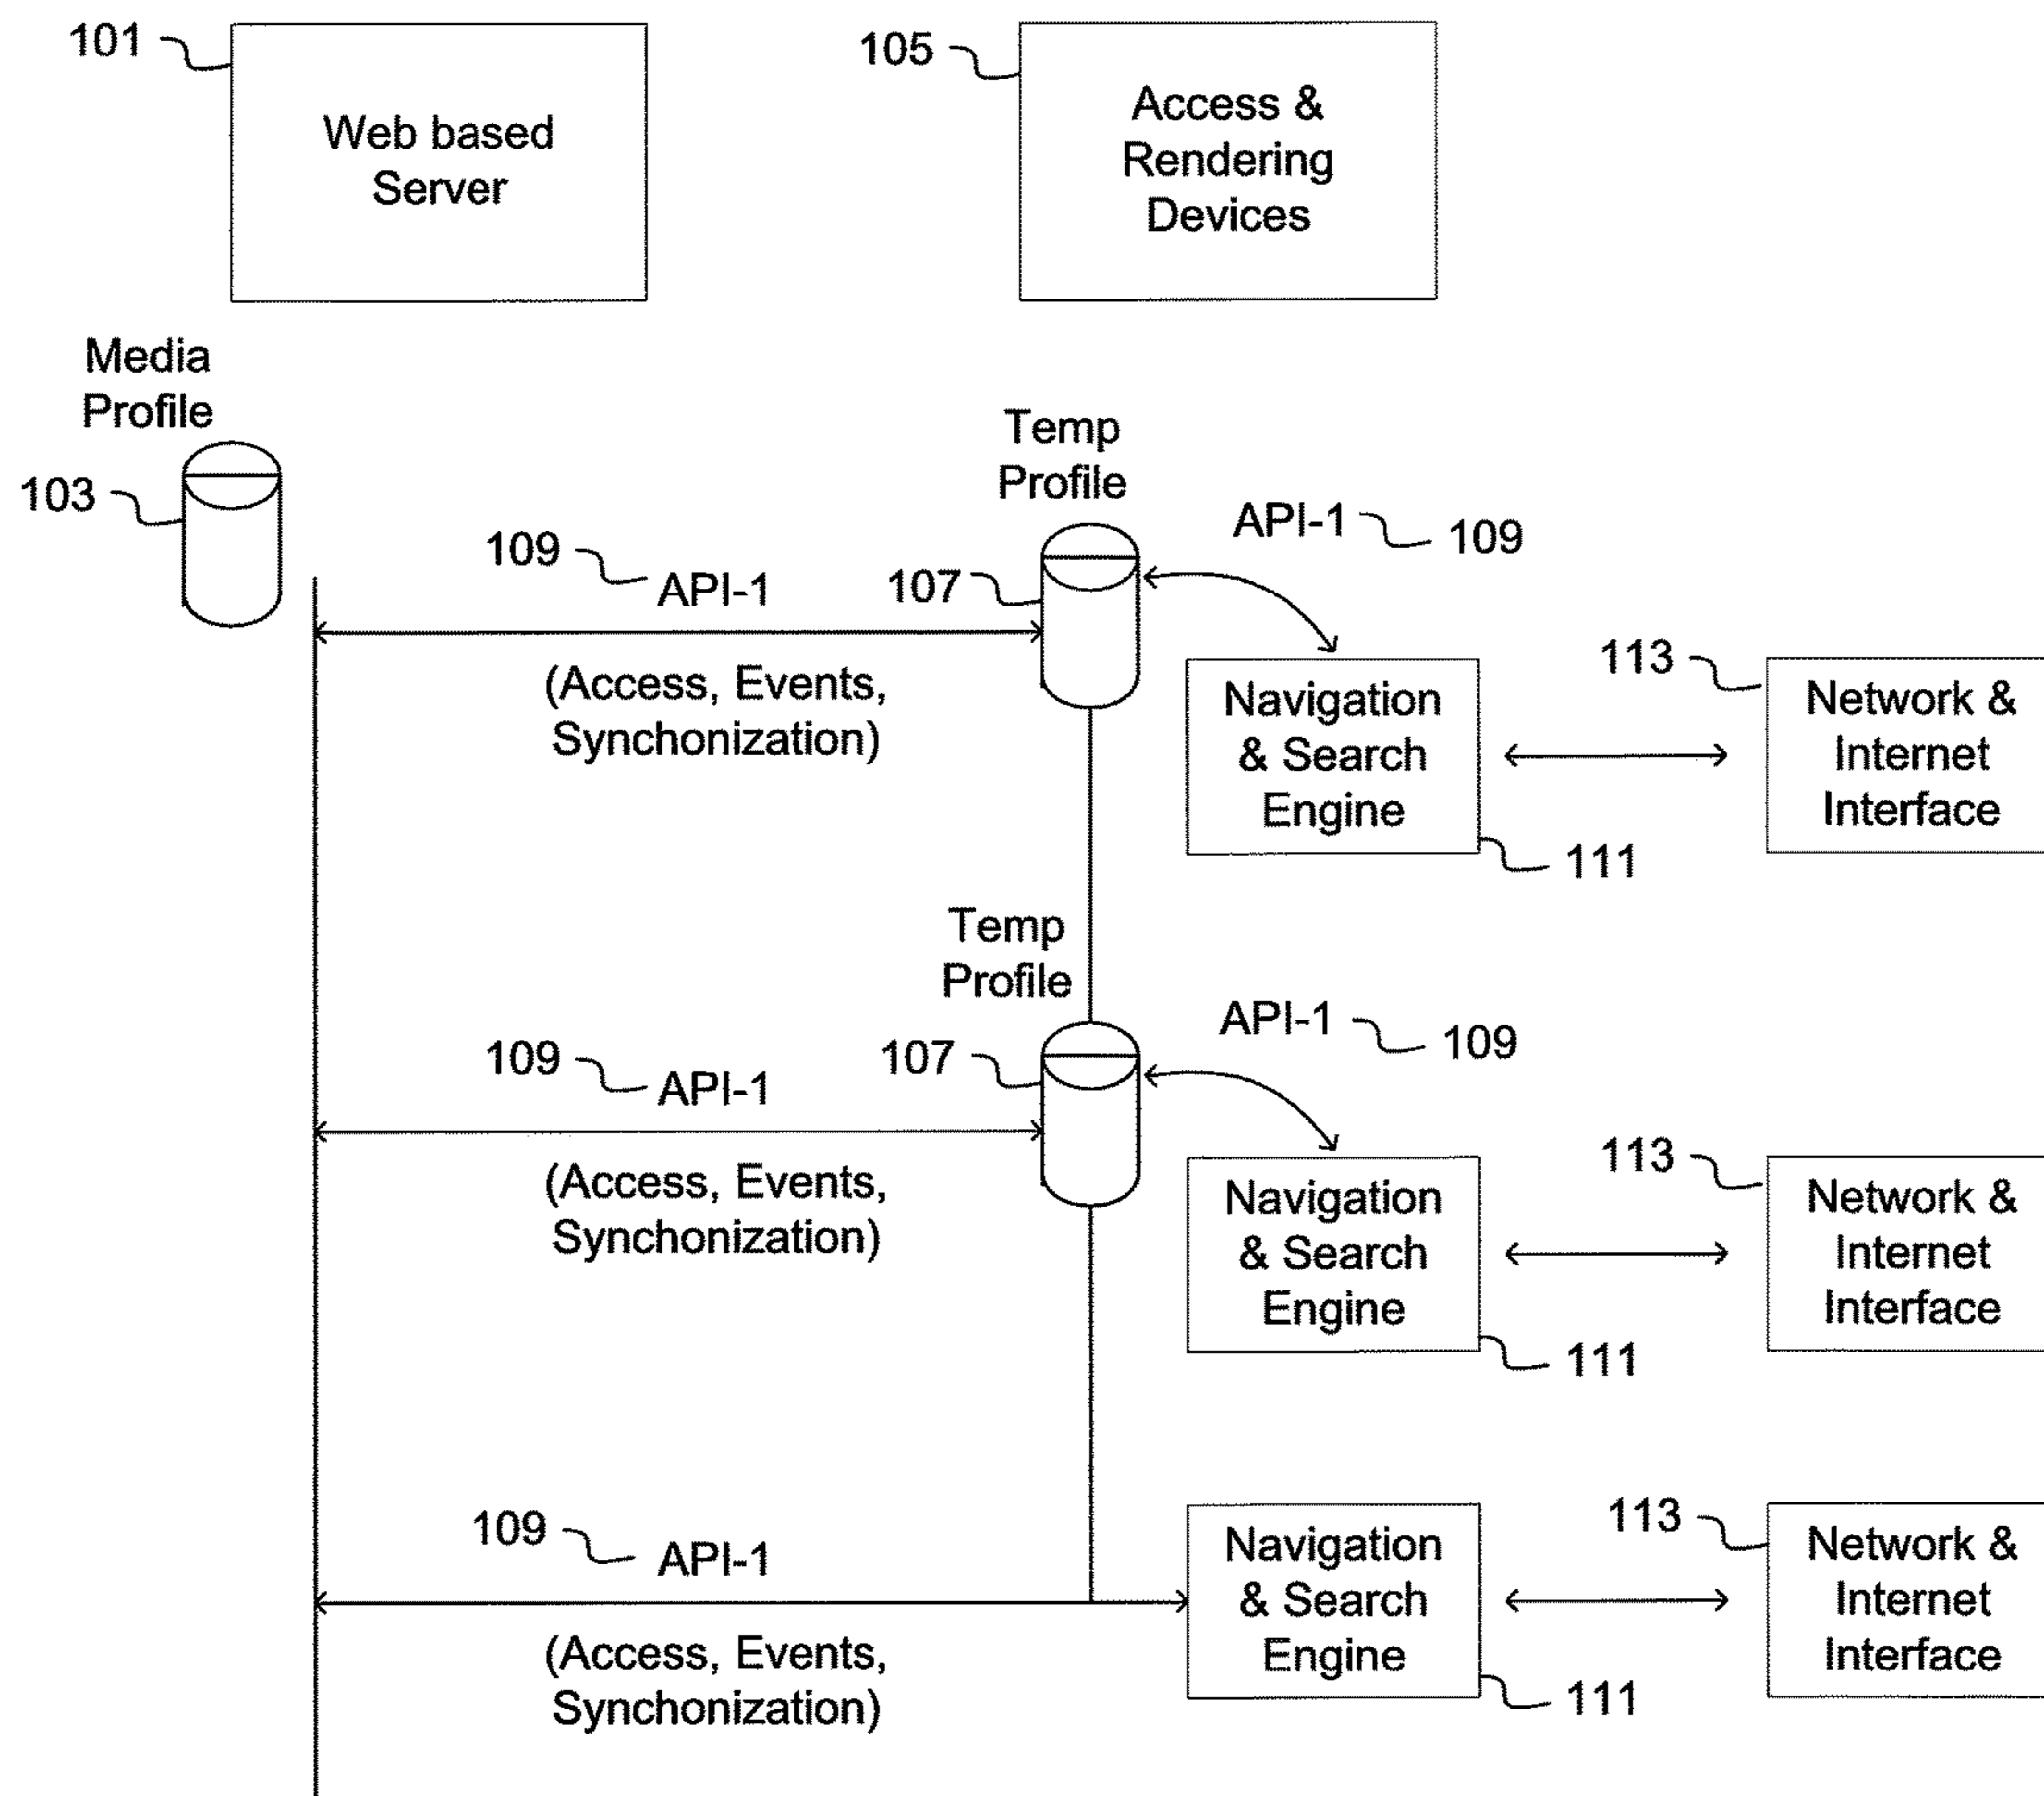 101
Web based
Server
105
Access &
Rendering
Devices
Media
Profile
103
Temp
Profile
API-1
109
109
API-1
107
(Access, Events,
Synchonization)
Navigation
& Search
Engine
111
113
Network &
Internet
Interface
Temp
Profile
API-1
109
109
API-1
107
(Access, Events,
Synchonization)
Navigation
& Search
Engine
111
113
Network &
Internet
Interface
109
API-1
(Access, Events,
Synchonization)
Navigation
& Search
Engine
111
113
Network &
Internet
Interface